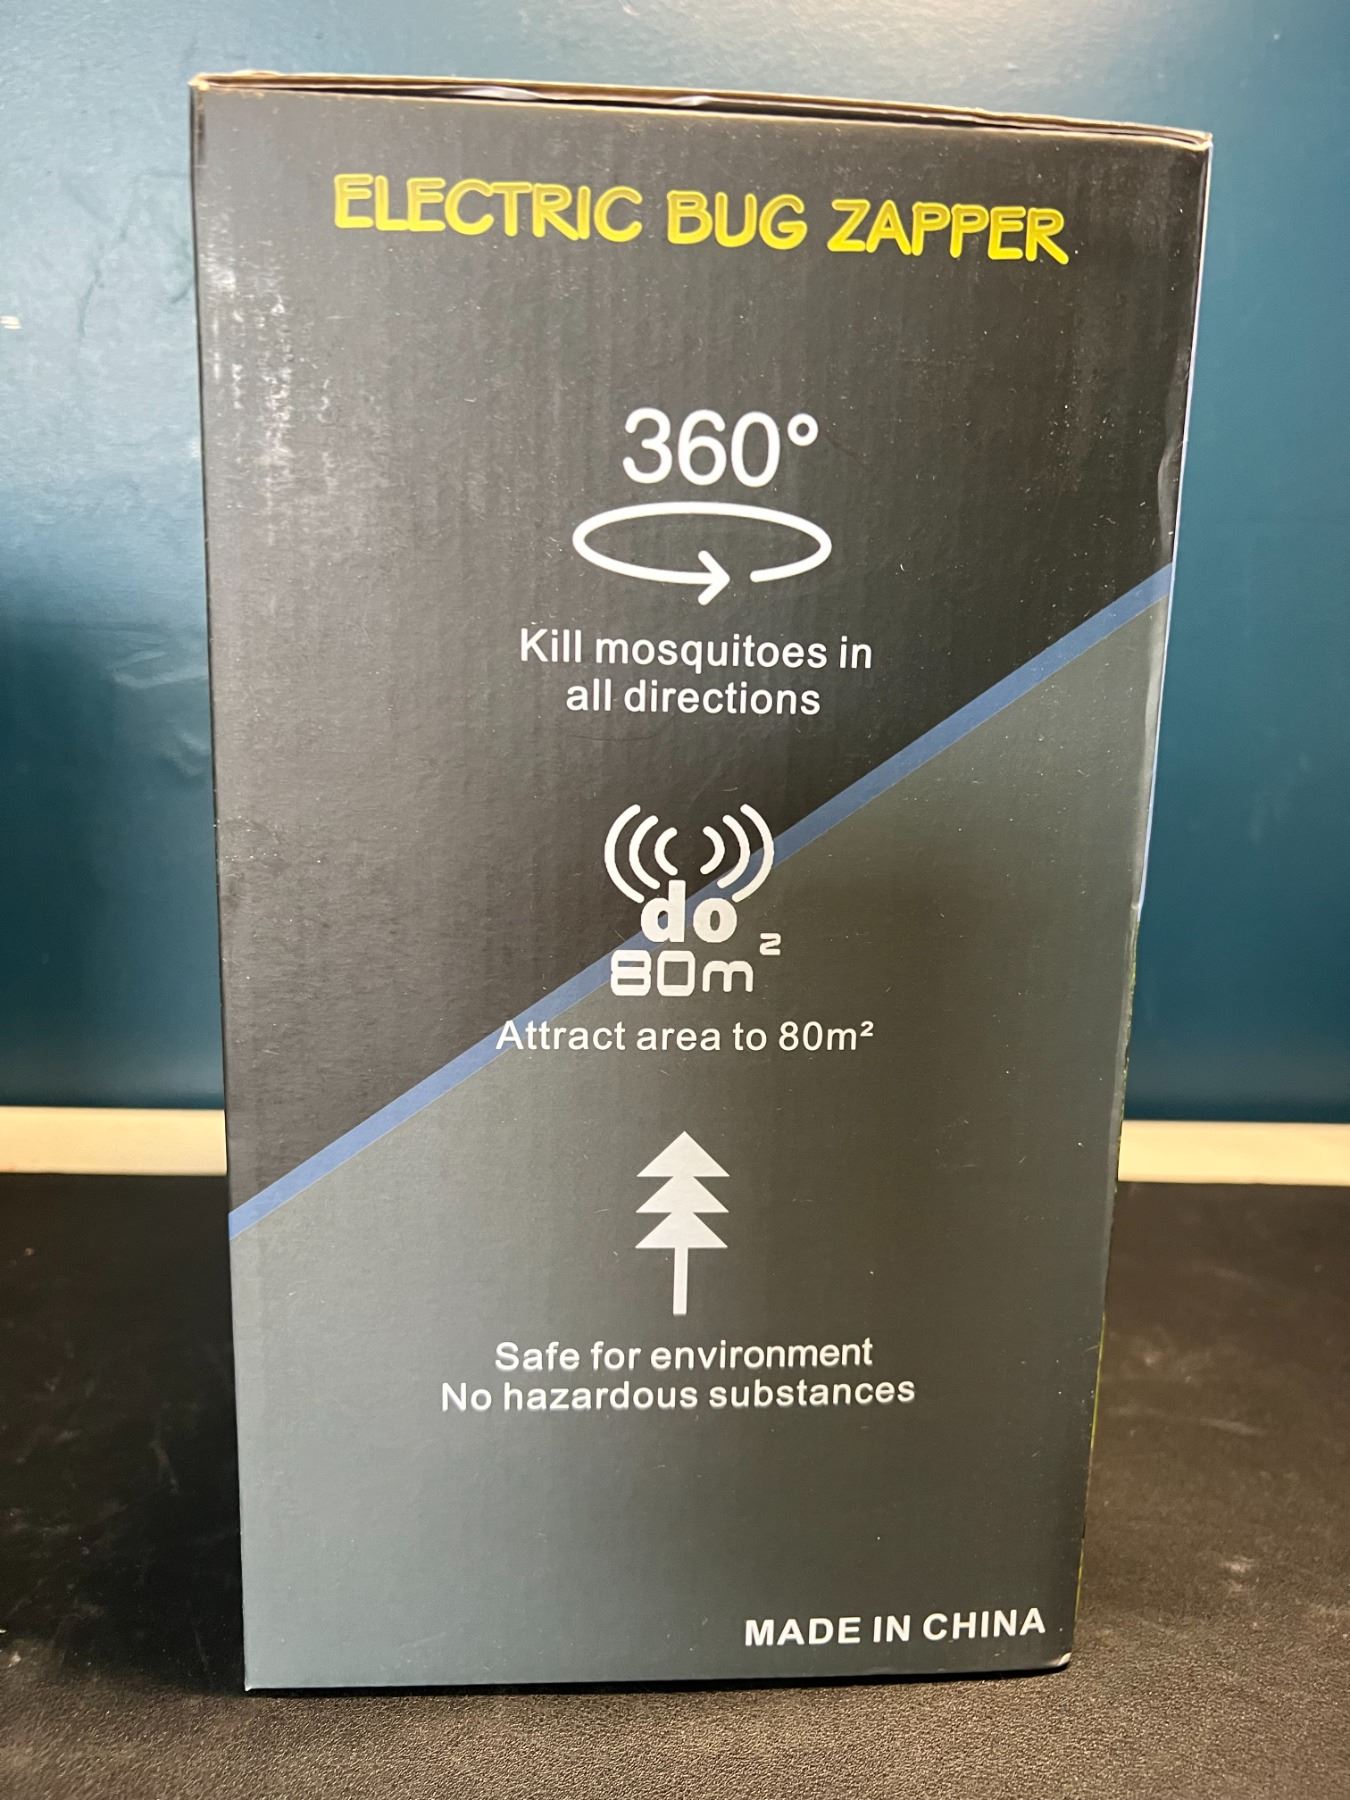 ELECTRIC BUG ZAPPER
360°
Kill mosquitoes in
all directions
do
80m²
Attract area to 80m²
Safe for environment
No hazardous substances
MADE IN CHINA